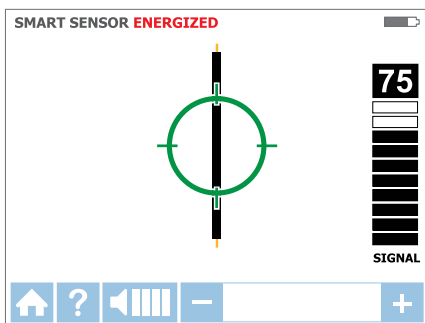 SMART SENSOR ENERGIZED
75
SIGNAL
?
− +